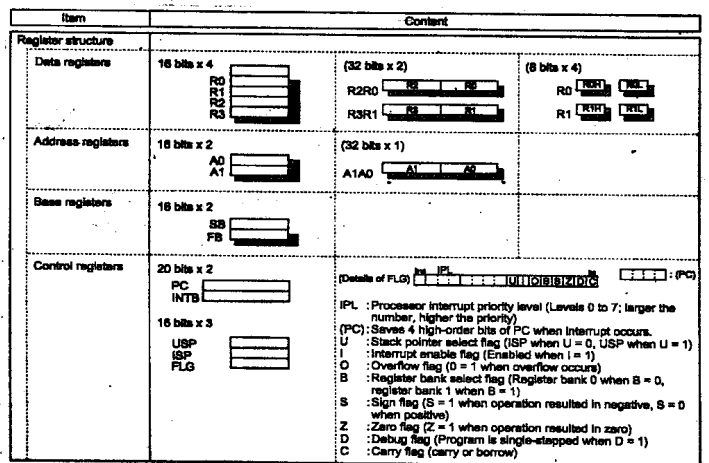 Item Content
Register structure
Data registers
16 bits x 4
R0
R1
R2
R3
(32 bits x 2)
R2R0 R2 R0
R3R1 R3 R1
(8 bits x 4)
R0 R0H R0L
R1 R1H R1L
Address registers
16 bits x 2
A0
A1
(32 bits x 1)
A1A0 A1 A0
Base registers
16 bits x 2
SB
FB
Control registers
20 bits x 2
PC
INTB
16 bits x 3
USP
ISP
FLG
(Details of FLG) IPL U I O B S Z D C : (PC)
IPL : Processor interrupt priority level (Levels 0 to 7; larger the
number, higher the priority)
(PC): Saves 4 high-order bits of PC when interrupt occurs.
U : Stack pointer select flag (ISP when U = 0, USP when U = 1)
I : Interrupt enable flag (Enabled when I = 1)
O : Overflow flag (0 = 1 when overflow occurs)
B : Register bank select flag (Register bank 0 when B = 0,
register bank 1 when B = 1)
S : Sign flag (S = 1 when operation resulted in negative, S = 0
when positive)
Z : Zero flag (Z = 1 when operation resulted in zero)
D : Debug flag (Program is single-stepped when D = 1)
C : Carry flag (carry or borrow)